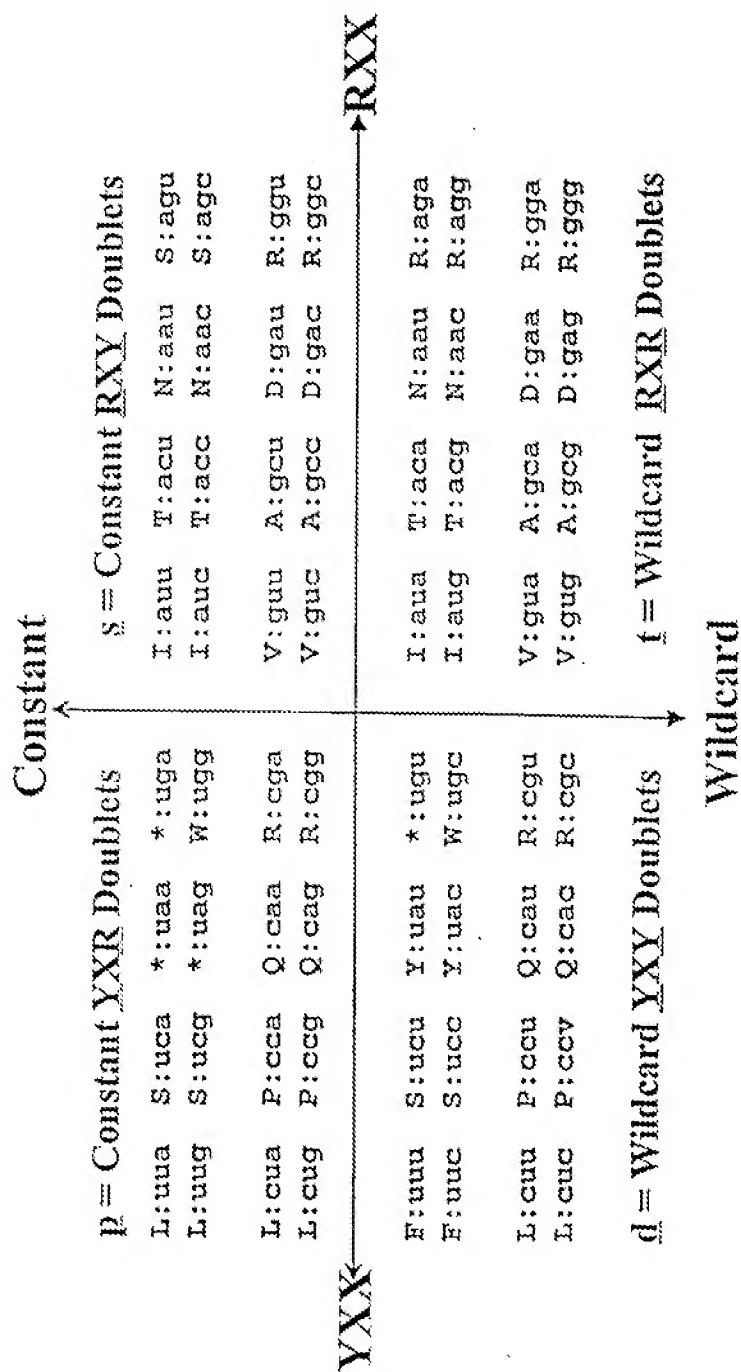 Constant
p = Constant YXR Doublets
L:uua S:uca *:uaa *:uga
L:uug S:ucg *:uag W:ugg
L:cua P:cca Q:caa R:cga
L:cug P:ccg Q:cag R:cgg
s = Constant RXY Doublets
I:auu T:acu N:aau S:agu
I:auc T:acc N:aac S:agc
V:guu A:gcu D:gau R:ggu
V:guc A:gcc D:gac R:ggc
YXX
RXX
F:uuu S:ucu Y:uau *:ugu
F:uuc S:ucc Y:uac W:ugc
L:cuu P:ccu Q:cau R:cgu
L:cuc P:ccv Q:cac R:cgc
d = Wildcard YXY Doublets
I:aua T:aca N:aau R:aga
I:aug T:acg N:aac R:agg
V:gua A:gca D:gaa R:gga
V:gug A:gcg D:gag R:ggg
t = Wildcard RXR Doublets
Wildcard